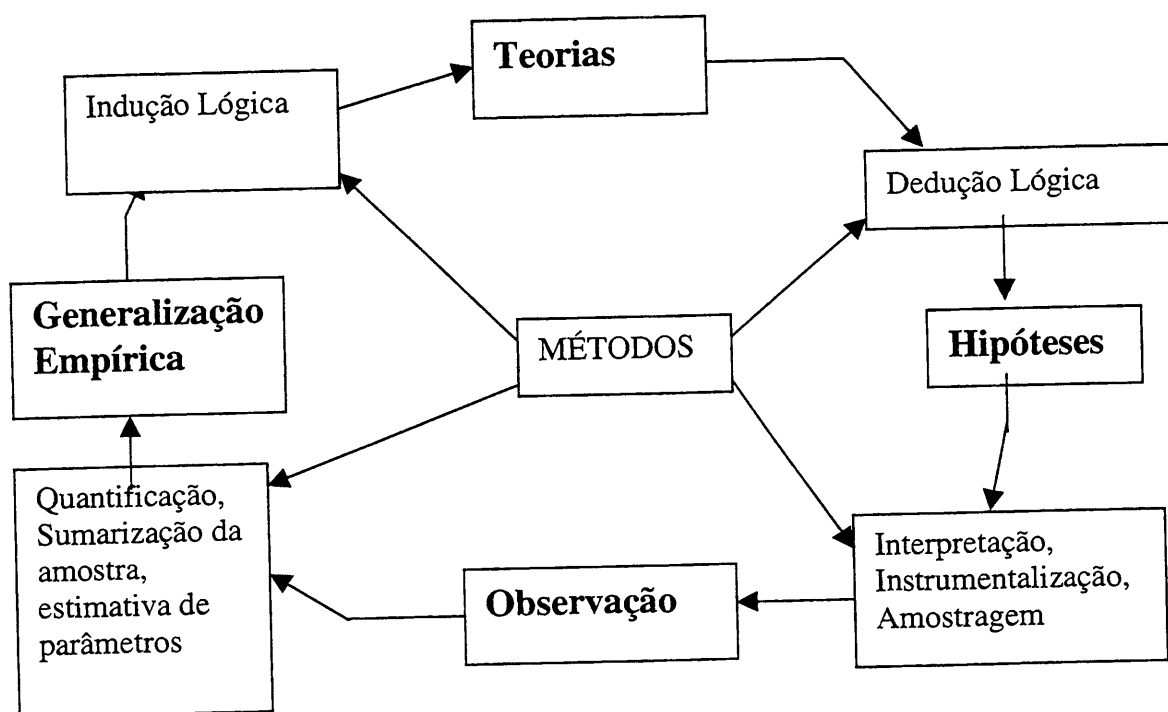 Teorias
Indução Lógica
Dedução Lógica
Generalização
Empírica
MÉTODOS
Hipóteses
Quantificação,
Sumarização da
amostra,
estimativa de
parâmetros
Observação
Interpretação,
Instrumentalização,
Amostragem